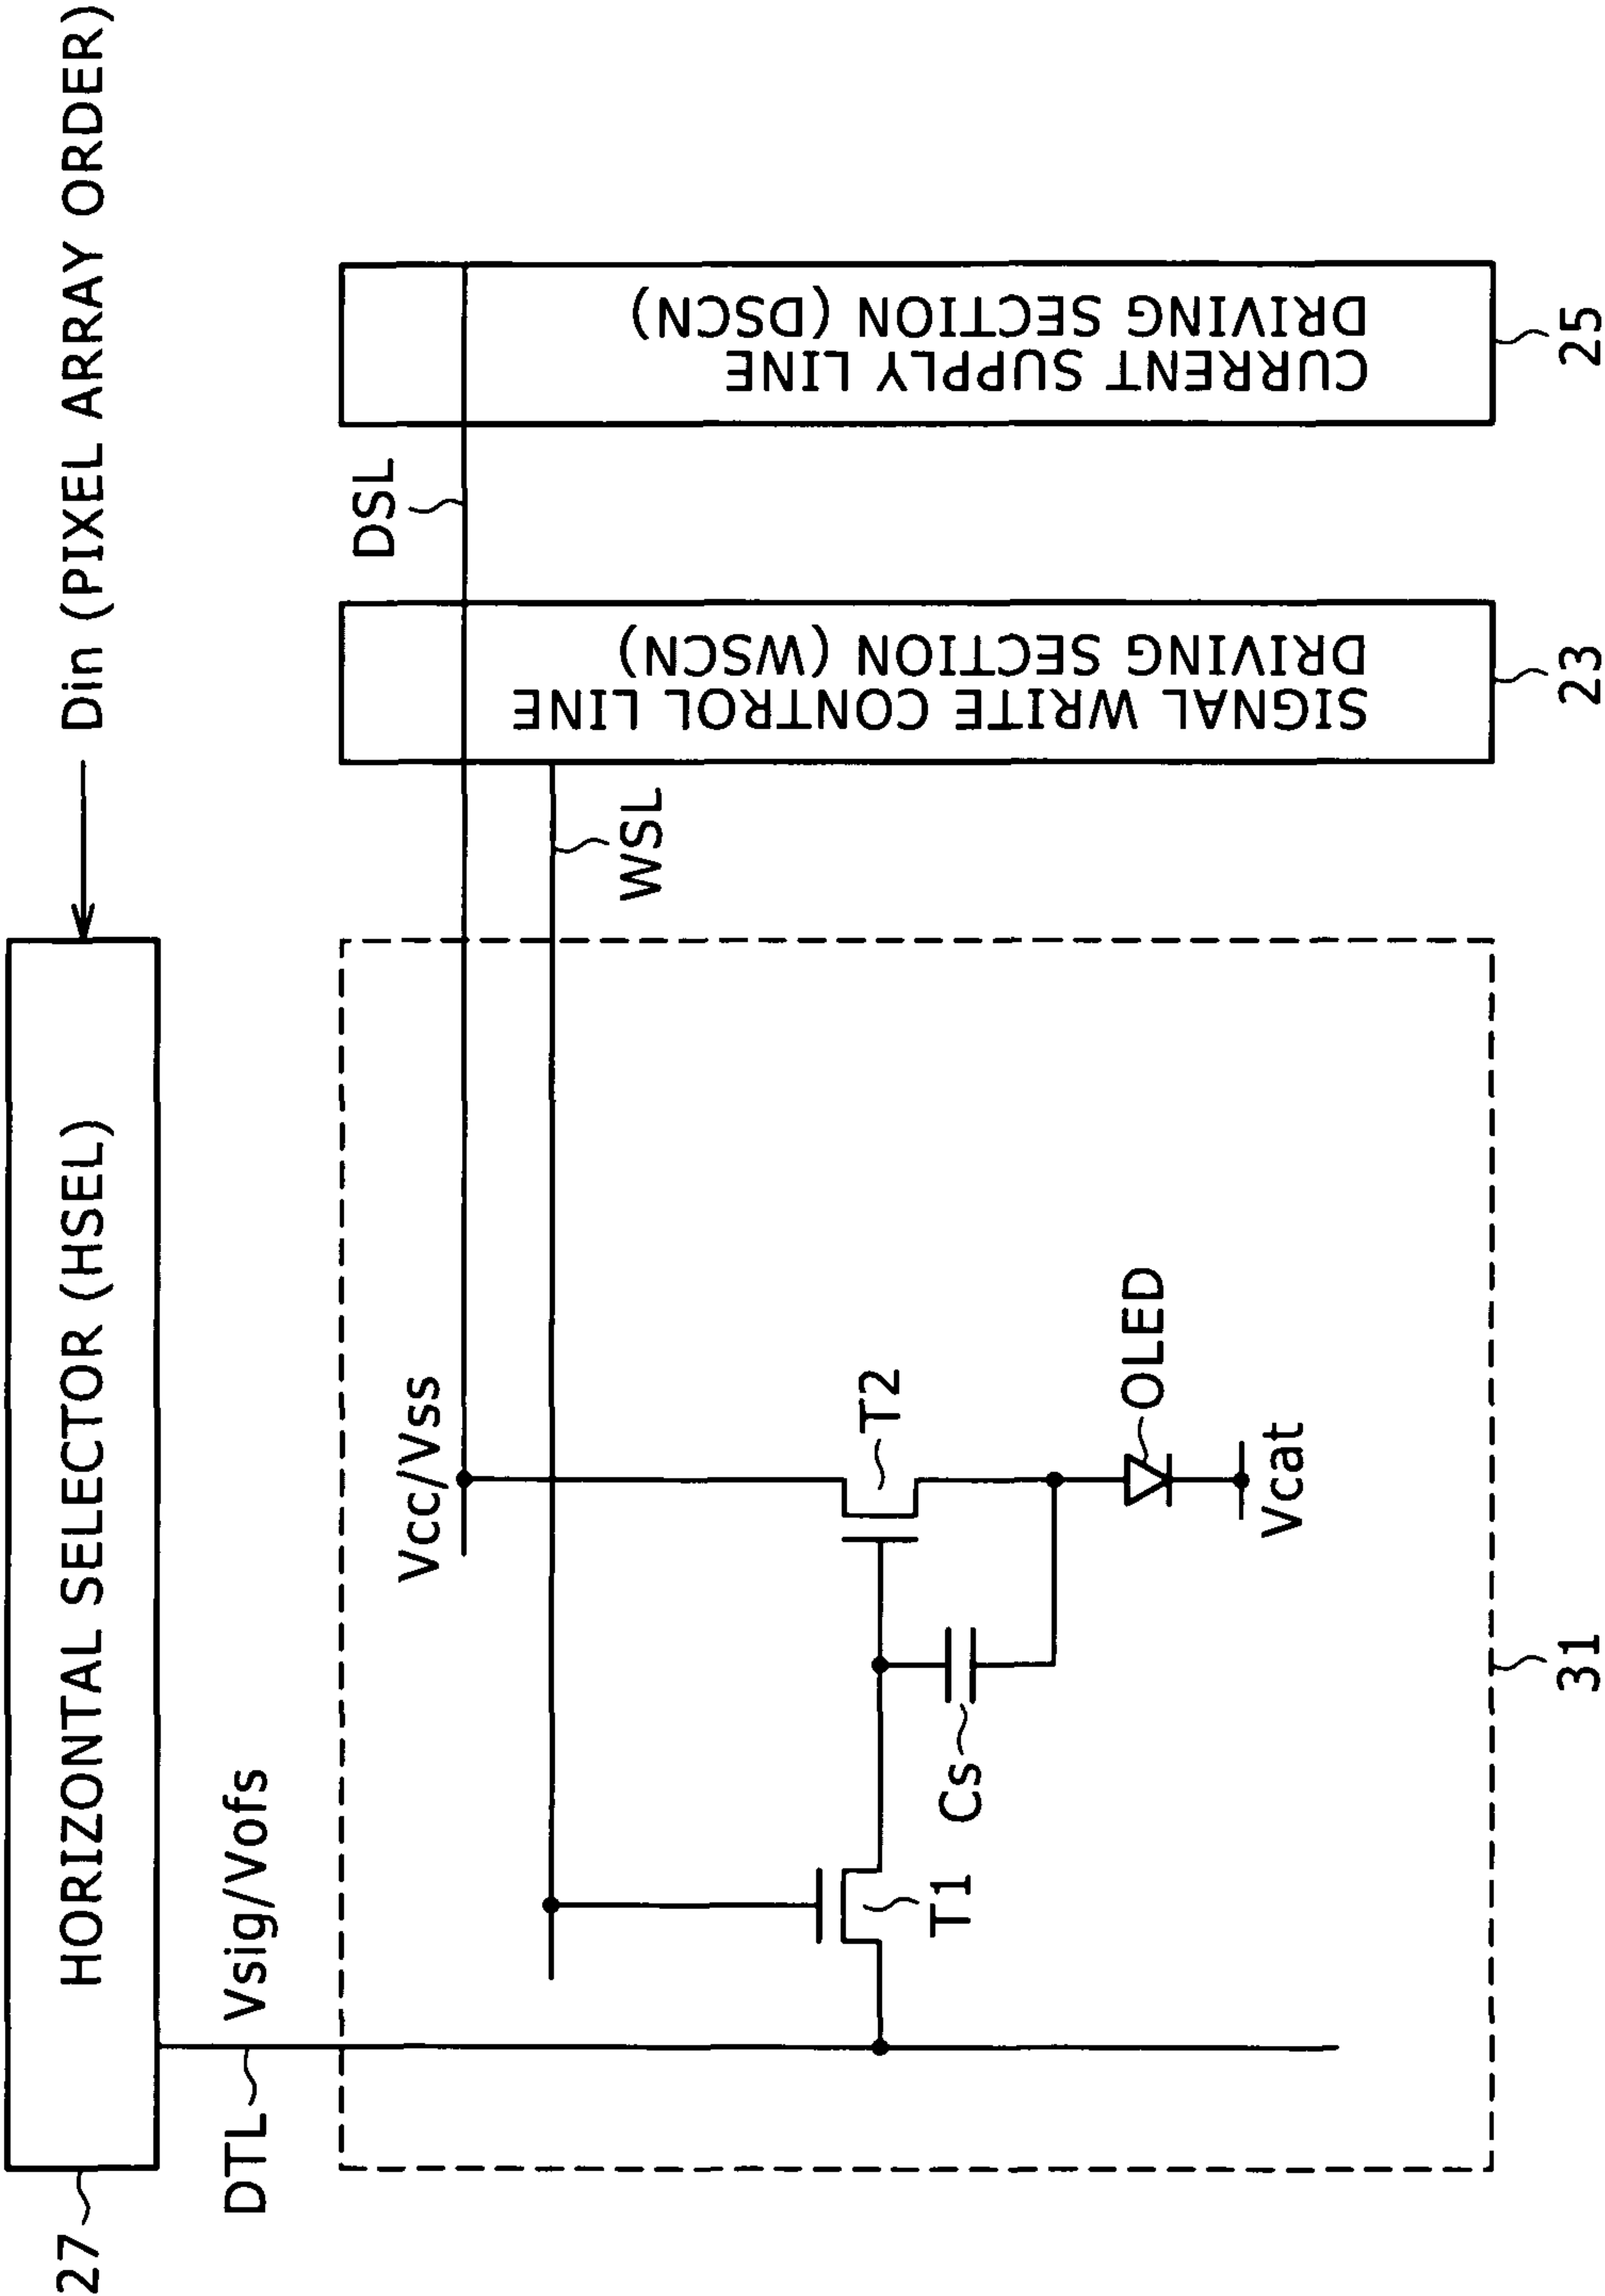 27
HORIZONTAL SELECTOR (HSEL)
Din (PIXEL ARRAY ORDER)
DTL
Vsig/Vofs
Vcc/Vss
DSL
WSL
T1
Cs
T2
OLED
Vcat
31
SIGNAL WRITE CONTROL LINE
DRIVING SECTION (WSCN)
23
CURRENT SUPPLY LINE
DRIVING SECTION (DSCN)
25